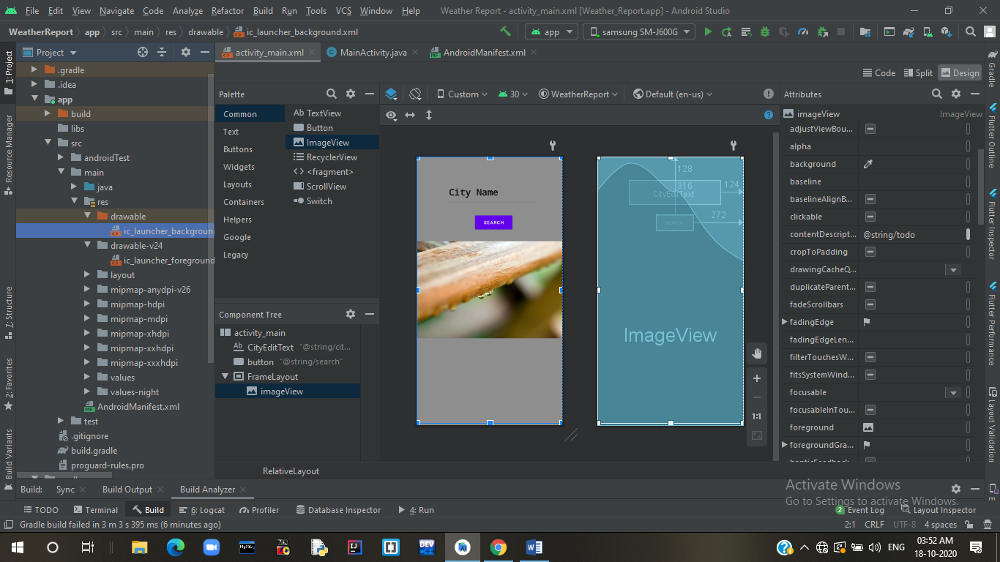 File Edit View Navigate Code Analyze Refactor Build Run Tools VCS Window Help Weather Report - activity_main.xml [Weather_Report.app] - Android Studio
WeatherReport app src main res drawable ic_launcher_background.xml
app samsung SM-J600G
1: Project
Resource Manager
7: Structure
2: Favorites
Build Variants
Project
.gradle
.idea
app
build
libs
src
androidTest
main
java
res
drawable
ic_launcher_background
drawable-v24
ic_launcher_foreground
layout
mipmap-anydpi-v26
mipmap-hdpi
mipmap-mdpi
mipmap-xhdpi
mipmap-xxhdpi
mipmap-xxxhdpi
values
values-night
AndroidManifest.xml
test
.gitignore
build.gradle
proguard-rules.pro
activity_main.xml MainActivity.java AndroidManifest.xml
Code Split Design
Palette
Common
Text
Buttons
Widgets
Layouts
Containers
Helpers
Google
Legacy
Ab TextView
Button
ImageView
RecyclerView
<> <fragment>
ScrollView
Switch
Component Tree
activity_main
Ab CityEditText "@string/cit...
button "@string/search"
FrameLayout
imageView
Custom 30 WeatherReport Default (en-us)
City Name
SEARCH
128
316
124
CityEditText
272
SEARCH
ImageView
1:1
RelativeLayout
Attributes
imageView ImageView
adjustViewBou...
alpha
background
baseline
baselineAlignB...
clickable
contentDescript... @string/todo
cropToPadding
drawingCacheQ...
duplicateParent...
fadeScrollbars
fadingEdge
fadingEdgeLen...
filterTouchesW...
fitsSystemWind...
focusable
focusableInTou...
foreground
foregroundGra...
Gradle
Flutter Outline
Flutter Inspector
Flutter Performance
Layout Validation
Build: Sync Build Output Build Analyzer
Activate Windows
Go to Settings to activate Windows.
TODO Terminal Build 6: Logcat Profiler Database Inspector 4: Run 2 Event Log Layout Inspector
Gradle build failed in 3 m 3 s 395 ms (6 minutes ago) 2:1 CRLF UTF-8 4 spaces
MySQL
DEV C++
ENG
03:52 AM
18-10-2020